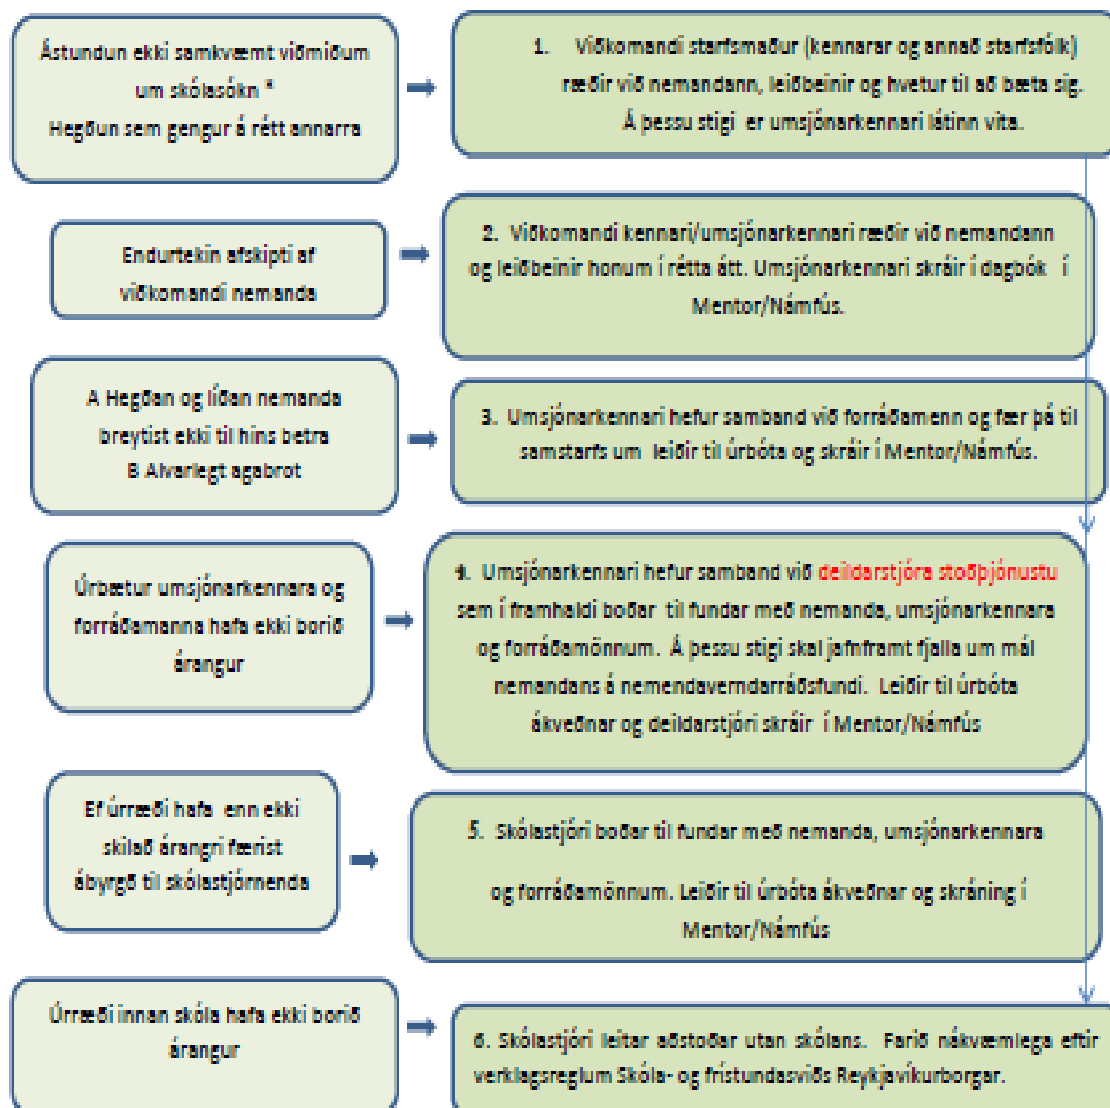 Ástundun ekki samkvæmt viðmiðum
um skólasókn *
Hegðun sem gengur á rétt annarra
1. Viðkomandi starfsmaður (kennarar og annað starfsfólk)
ræðir við nemandann, leiðbeinir og hvetur til að bæta sig.
Á þessu stigi er umsjónarkennari látinn vita.
Endurtekin afskipti af
viðkomandi nemanda
2. Viðkomandi kennari/umsjónarkennari ræðir við nemandann
og leiðbeinir honum í rétta átt. Umsjónarkennari skráir í dagbók í
Mentor/Námfús.
A Hegðan og líðan nemanda
breytist ekki til hins betra
B Alvarlegt agabrot
3. Umsjónarkennari hefur samband við forráðamenn og fær þá til
samstarfs um leiðir til úrbóta og skráir í Mentor/Námfús.
Úrbætur umsjónarkennara og
forráðamanna hafa ekki borið
árangur
4. Umsjónarkennari hefur samband við deildarstjóra stoðþjónustu
sem í framhaldi boðar til fundar með nemanda, umsjónarkennara
og forráðamönnum. Á þessu stigi skal jafnframt fjalla um mál
nemandans á nemendaverndarráðsfundi. Leiðir til úrbóta
ákveðnar og deildarstjóri skráir í Mentor/Námfús
Ef úrræði hafa enn ekki
skilað árangri færist
ábyrgð til skólastjórnenda
5. Skólastjóri boðar til fundar með nemanda, umsjónarkennara
og forráðamönnum. Leiðir til úrbóta ákveðnar og skráning í
Mentor/Námfús
Úrræði innan skóla hafa ekki borið
árangur
6. Skólastjóri leitar aðstoðar utan skólans. Farið nákvæmlega eftir
verklagsreglum Skóla- og frístundasviðs Reykjavíkurborgar.